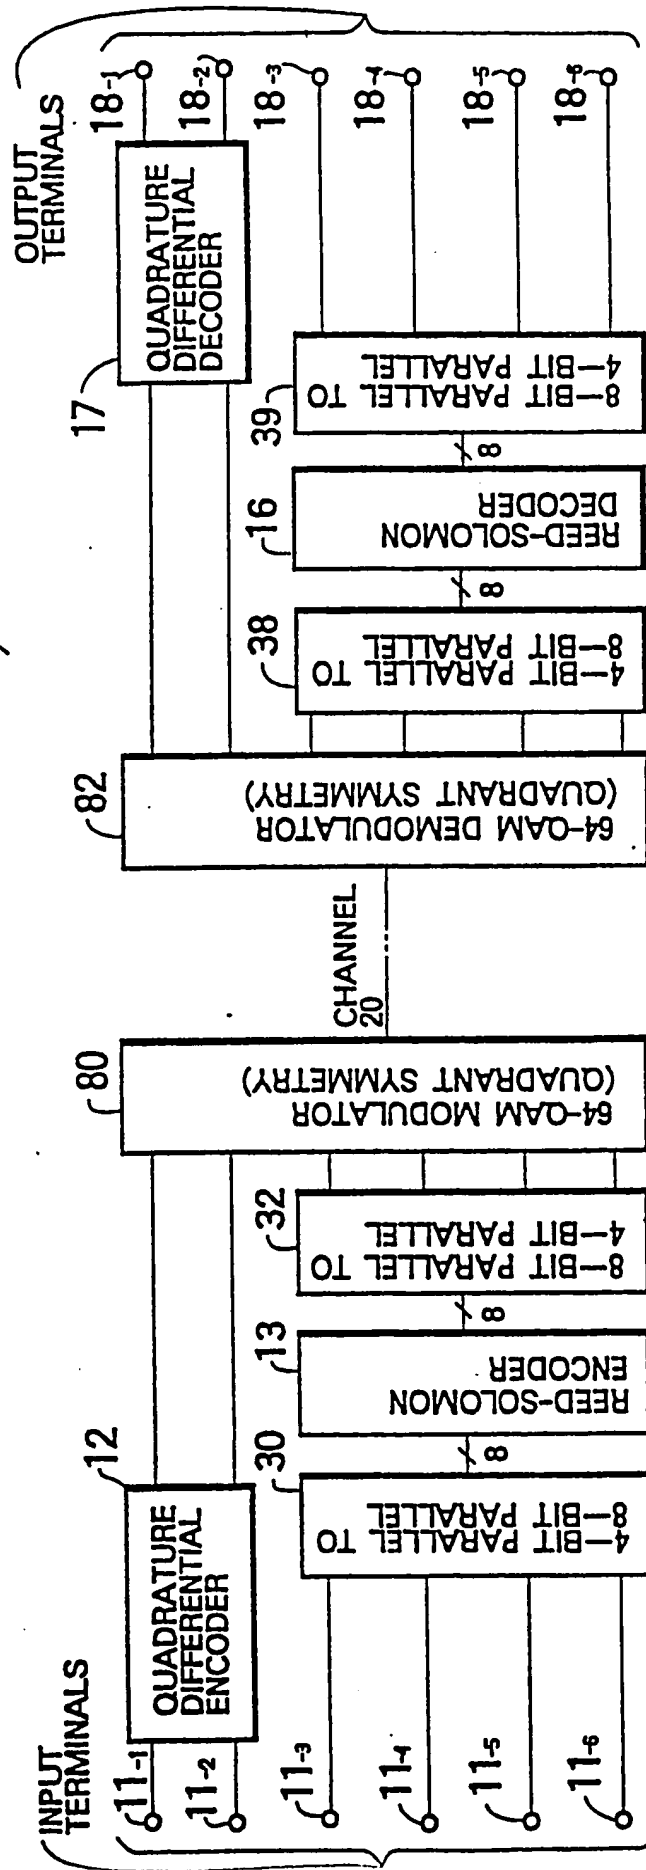 INPUT
TERMINALS
11-1
11-2
11-3
11-4
11-5
11-6
12
QUADRATURE
DIFFERENTIAL
ENCODER
30
4-BIT PARALLEL TO
8-BIT PARALLEL
8
13
REED-SOLOMON
ENCODER
8
32
8-BIT PARALLEL TO
4-BIT PARALLEL
80
64-QAM MODULATOR
(QUADRANT SYMMETRY)
CHANNEL
20
82
64-QAM DEMODULATOR
(QUADRANT SYMMETRY)
38
4-BIT PARALLEL TO
8-BIT PARALLEL
8
16
REED-SOLOMON
DECODER
8
39
8-BIT PARALLEL TO
4-BIT PARALLEL
17
QUADRATURE
DIFFERENTIAL
DECODER
OUTPUT
TERMINALS
18-1
18-2
18-3
18-4
18-5
18-6